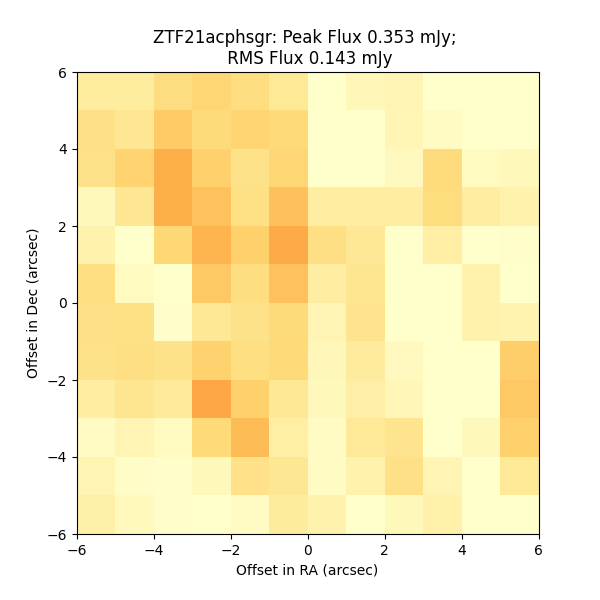 ZTF21acphsgr: Peak Flux 0.353 mJy;
RMS Flux 0.143 mJy
6
4
2
0
−2
−4
−6
Offset in Dec (arcsec)
−6 −4 −2 0 2 4 6
Offset in RA (arcsec)